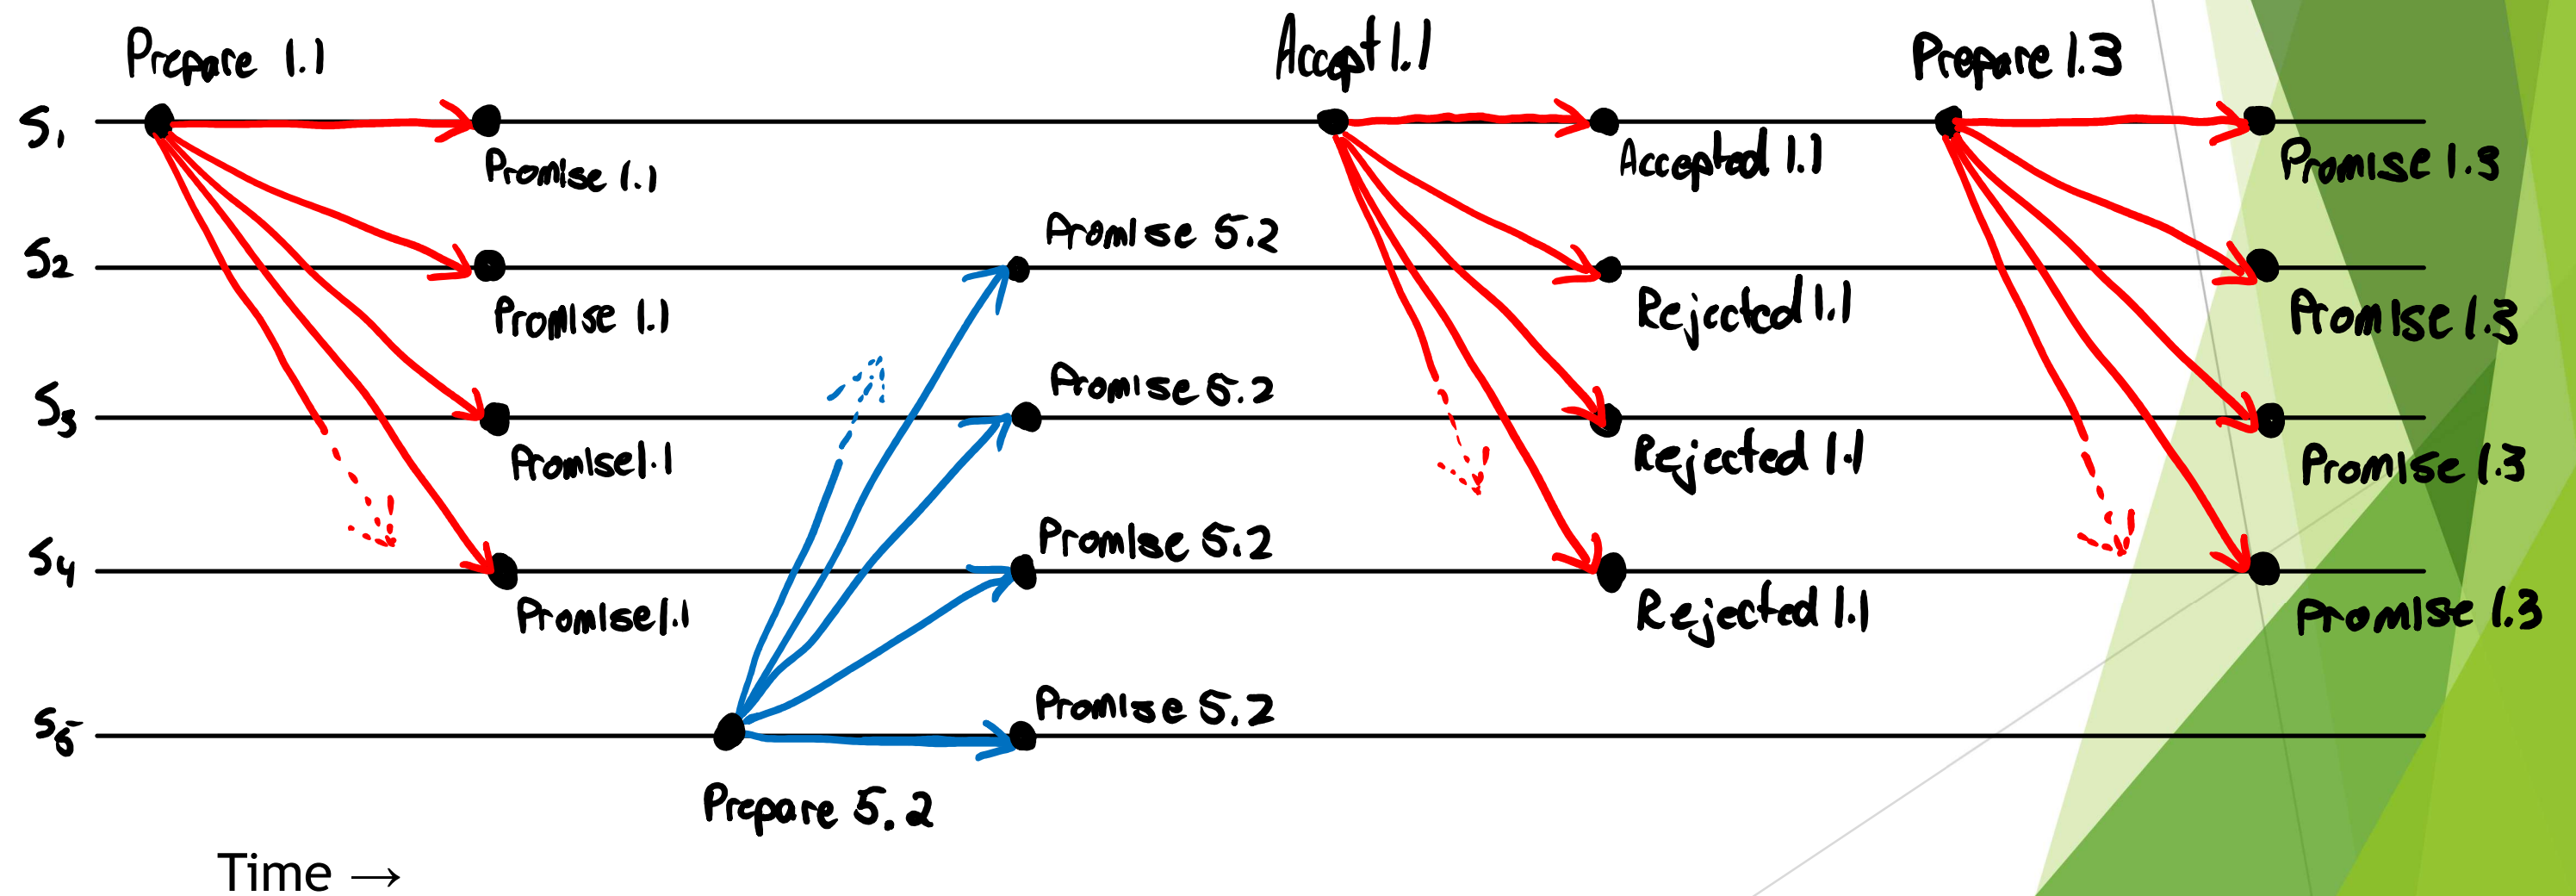 Prepare 1.1
Accept 1.1
Prepare 1.3
S1
Promise 1.1
Accepted 1.1
Promise 1.3
S2
Promise 5.2
Promise 1.1
Rejected 1.1
Promise 1.3
S3
Promise 5.2
Promise 1.1
Rejected 1.1
Promise 1.3
S4
Promise 5.2
Promise 1.1
Rejected 1.1
Promise 1.3
S5
Promise 5.2
Prepare 5.2
Time →